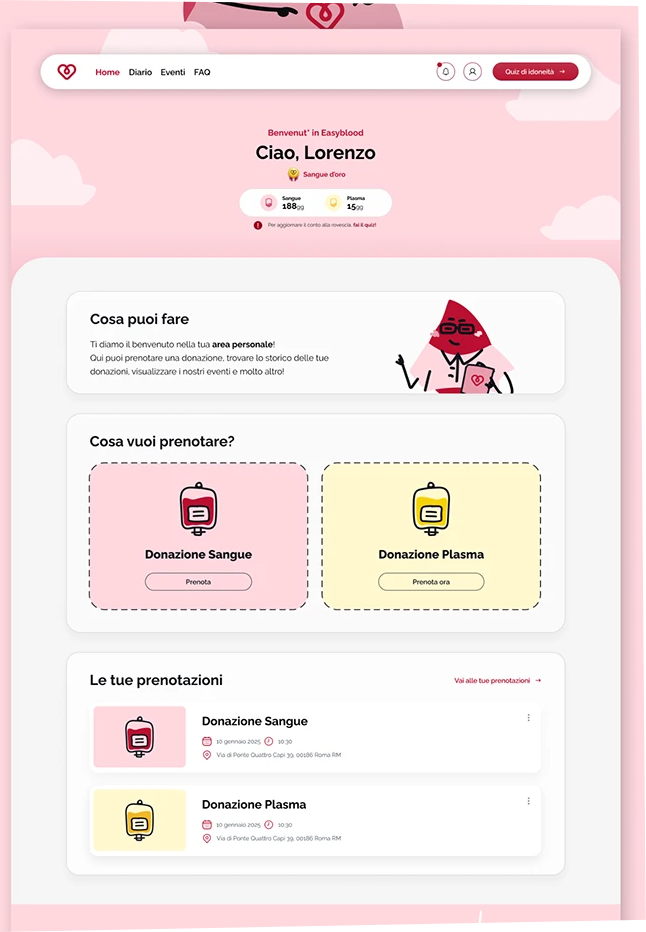 Home Diario Eventi FAQ Quiz di idoneità →
Benvenut* in Easyblood
Ciao, Lorenzo
Sangue d'oro
Sangue
188gg
Plasma
15gg
! Per aggiornare il conto alla rovescia, fai il quiz!
Cosa puoi fare
Ti diamo il benvenuto nella tua area personale!
Qui puoi prenotare una donazione, trovare lo storico delle tue
donazioni, visualizzare i nostri eventi e molto altro!
Cosa vuoi prenotare?
Donazione Sangue
Prenota
Donazione Plasma
Prenota ora
Le tue prenotazioni
Vai alle tue prenotazioni →
Donazione Sangue
10 gennaio 2025 10:30
Via di Ponte Quattro Capi 39, 00186 Roma RM
Donazione Plasma
10 gennaio 2025 10:30
Via di Ponte Quattro Capi 39, 00186 Roma RM